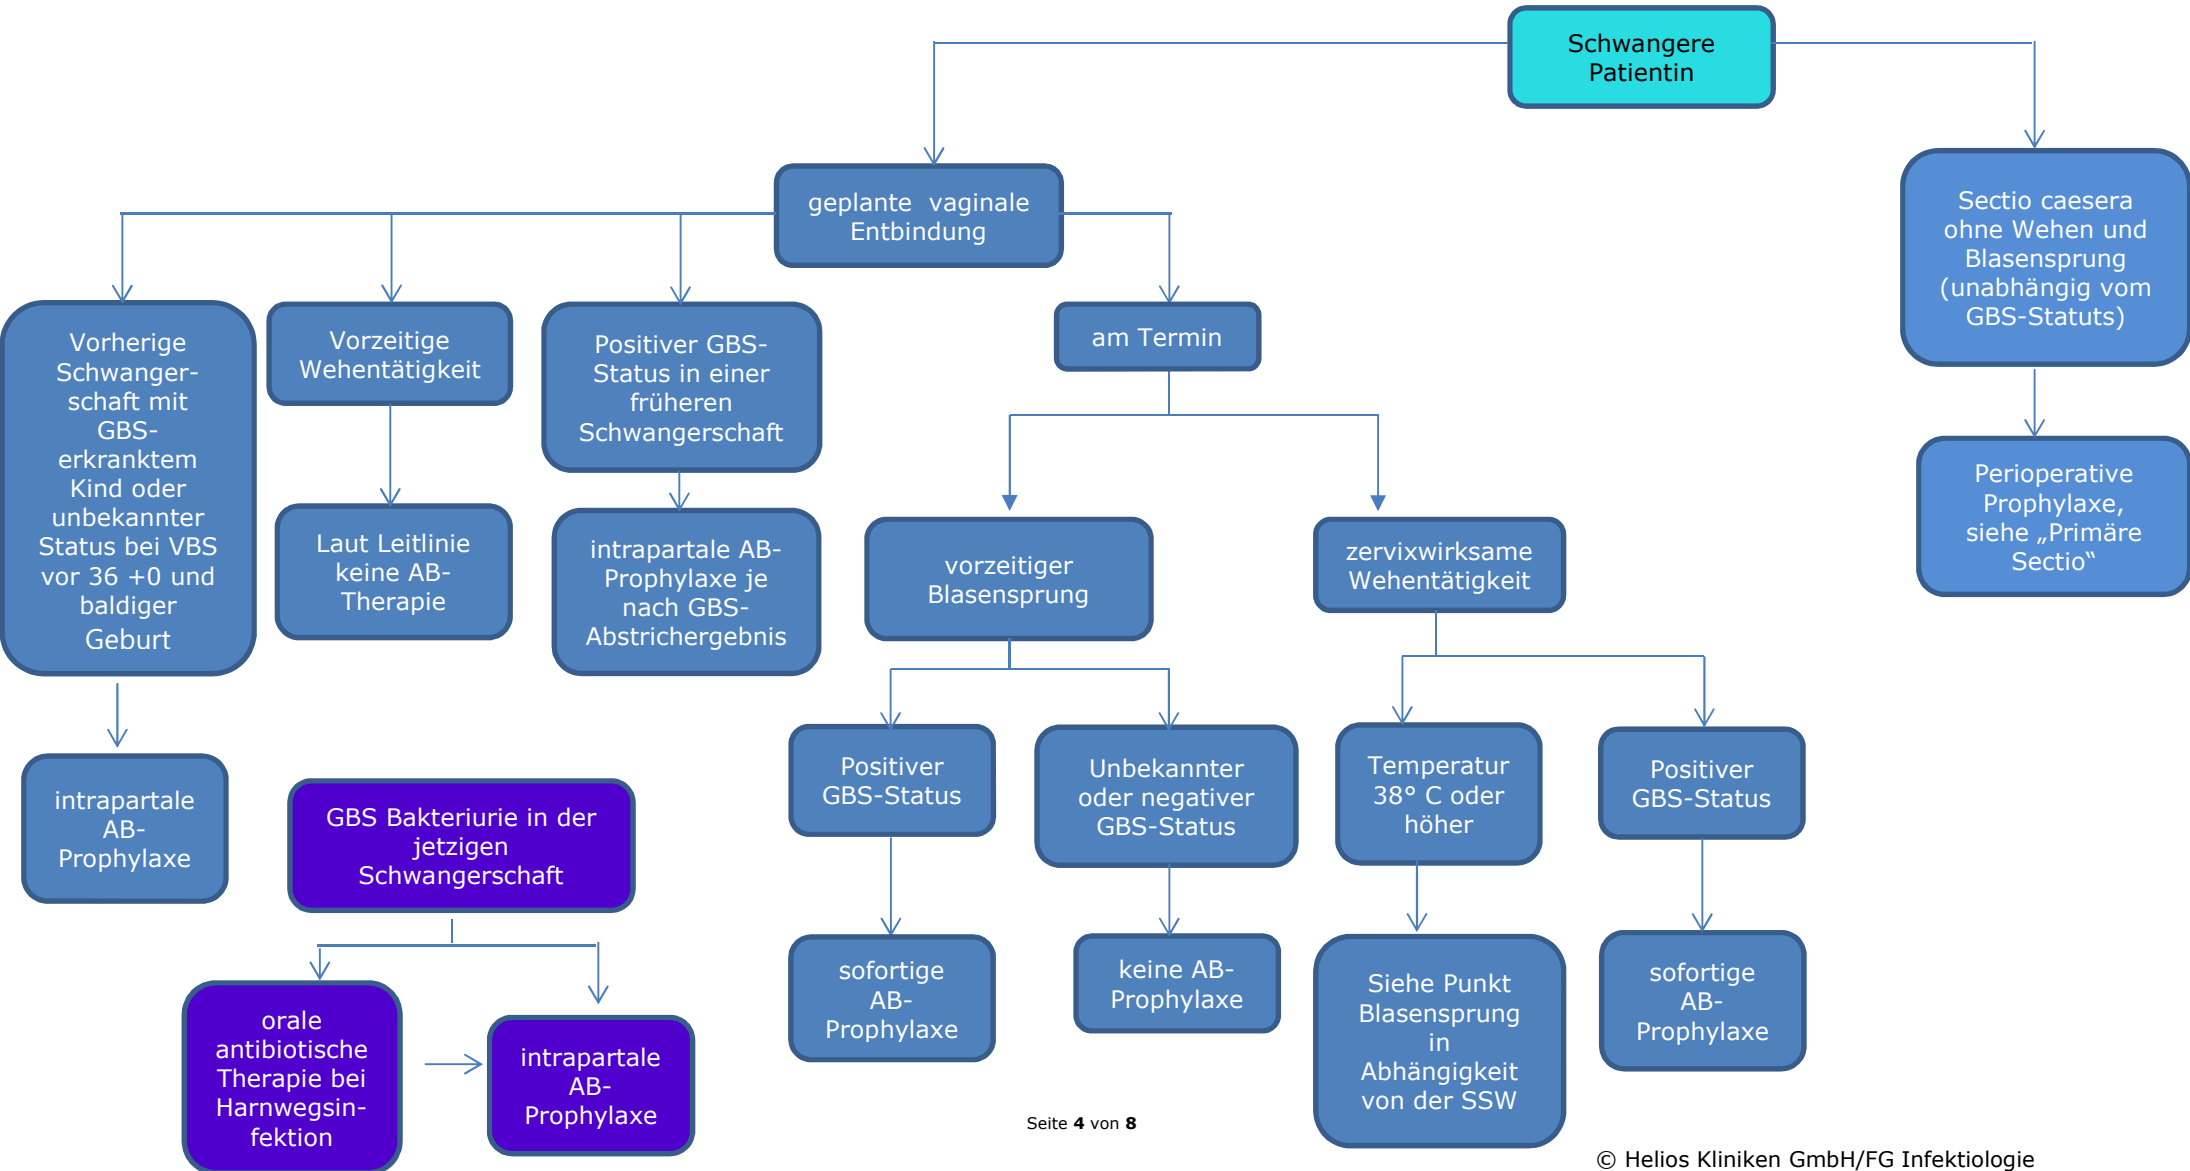 Schwangere
Patientin
geplante vaginale
Entbindung
Sectio caesera
ohne Wehen und
Blasensprung
(unabhängig vom
GBS-Statuts)
Vorherige
Schwanger-
schaft mit
GBS-
erkranktem
Kind oder
unbekannter
Status bei VBS
vor 36 +0 und
baldiger
Geburt
Vorzeitige
Wehentätigkeit
Positiver GBS-
Status in einer
früheren
Schwangerschaft
am Termin
Laut Leitlinie
keine AB-
Therapie
intrapartale AB-
Prophylaxe je
nach GBS-
Abstrichergebnis
vorzeitiger
Blasensprung
zervixwirksame
Wehentätigkeit
Perioperative
Prophylaxe,
siehe „Primäre
Sectio“
intrapartale
AB-
Prophylaxe
GBS Bakteriurie in der
jetzigen
Schwangerschaft
Positiver
GBS-Status
Unbekannter
oder negativer
GBS-Status
Temperatur
38° C oder
höher
Positiver
GBS-Status
orale
antibiotische
Therapie bei
Harnwegsin-
fektion
intrapartale
AB-
Prophylaxe
sofortige
AB-
Prophylaxe
keine AB-
Prophylaxe
Siehe Punkt
Blasensprung
in
Abhängigkeit
von der SSW
sofortige
AB-
Prophylaxe
Seite 4 von 8
© Helios Kliniken GmbH/FG Infektiologie